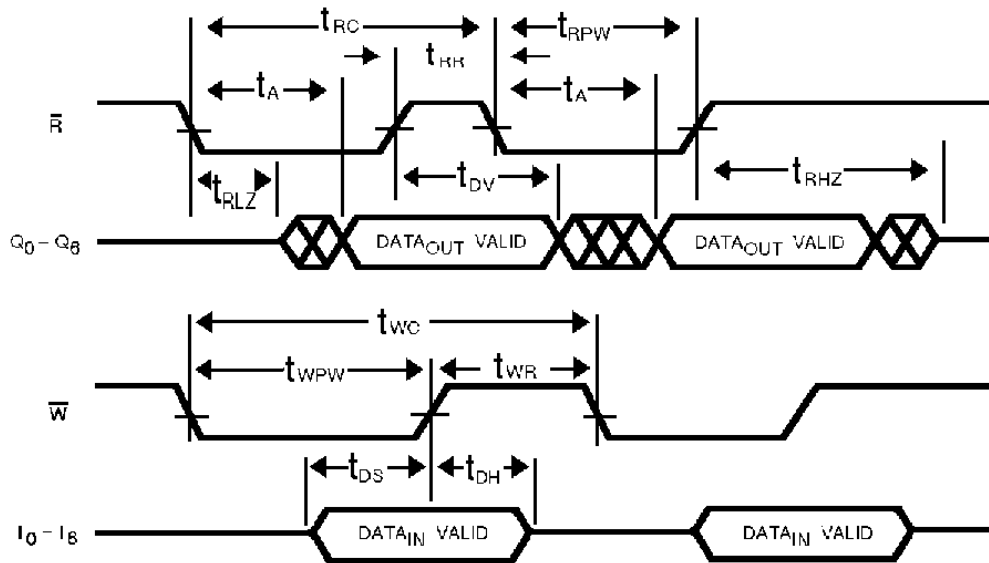 tRC tRPW
tRR
tA tA
R̅
tRLZ tDV tRHZ
Q0 – Q6 DATAOUT VALID DATAOUT VALID
tWC
tWPW tWR
W̅
tDS tDH
I0 – I8 DATAIN VALID DATAIN VALID